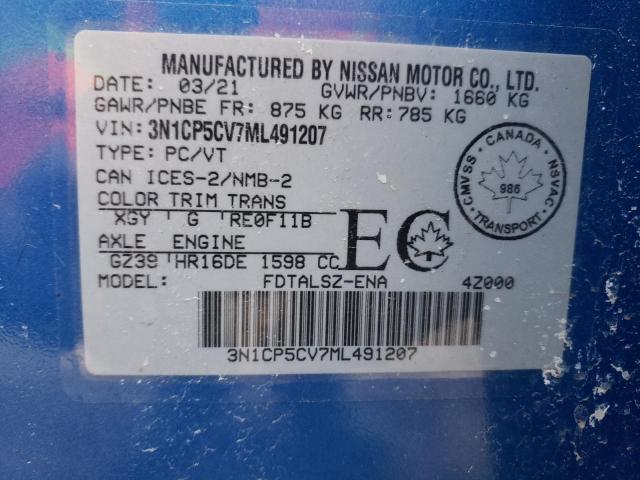 MANUFACTURED BY NISSAN MOTOR CO., LTD.
DATE: 03/21 GVWR/PNBV: 1660 KG
GAWR/PNBE FR: 875 KG RR: 785 KG
VIN: 3N1CP5CV7ML491207
TYPE: PC/VT
CAN ICES-2/NMB-2
COLOR TRIM TRANS
XGY G RE0F11B
AXLE ENGINE
GZ39 HR16DE 1598 CC
EC
MODEL: FDTALSZ-ENA 4Z000
3N1CP5CV7ML491207
CANADA
CMVSS 986 NSVAC
TRANSPORT